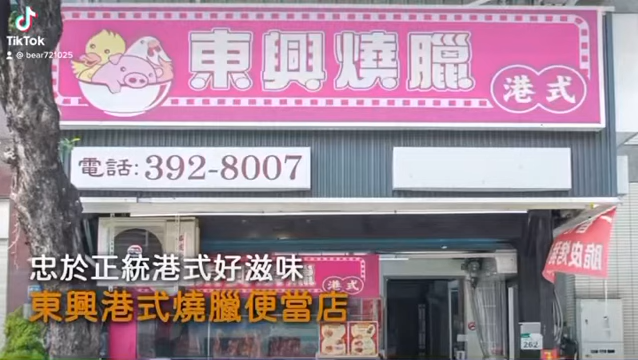 TikTok
@ bear721025
東興燒臘
港式
電話:392-8007
忠於正統港式好滋味
港式
東興港式燒臘便當店
262